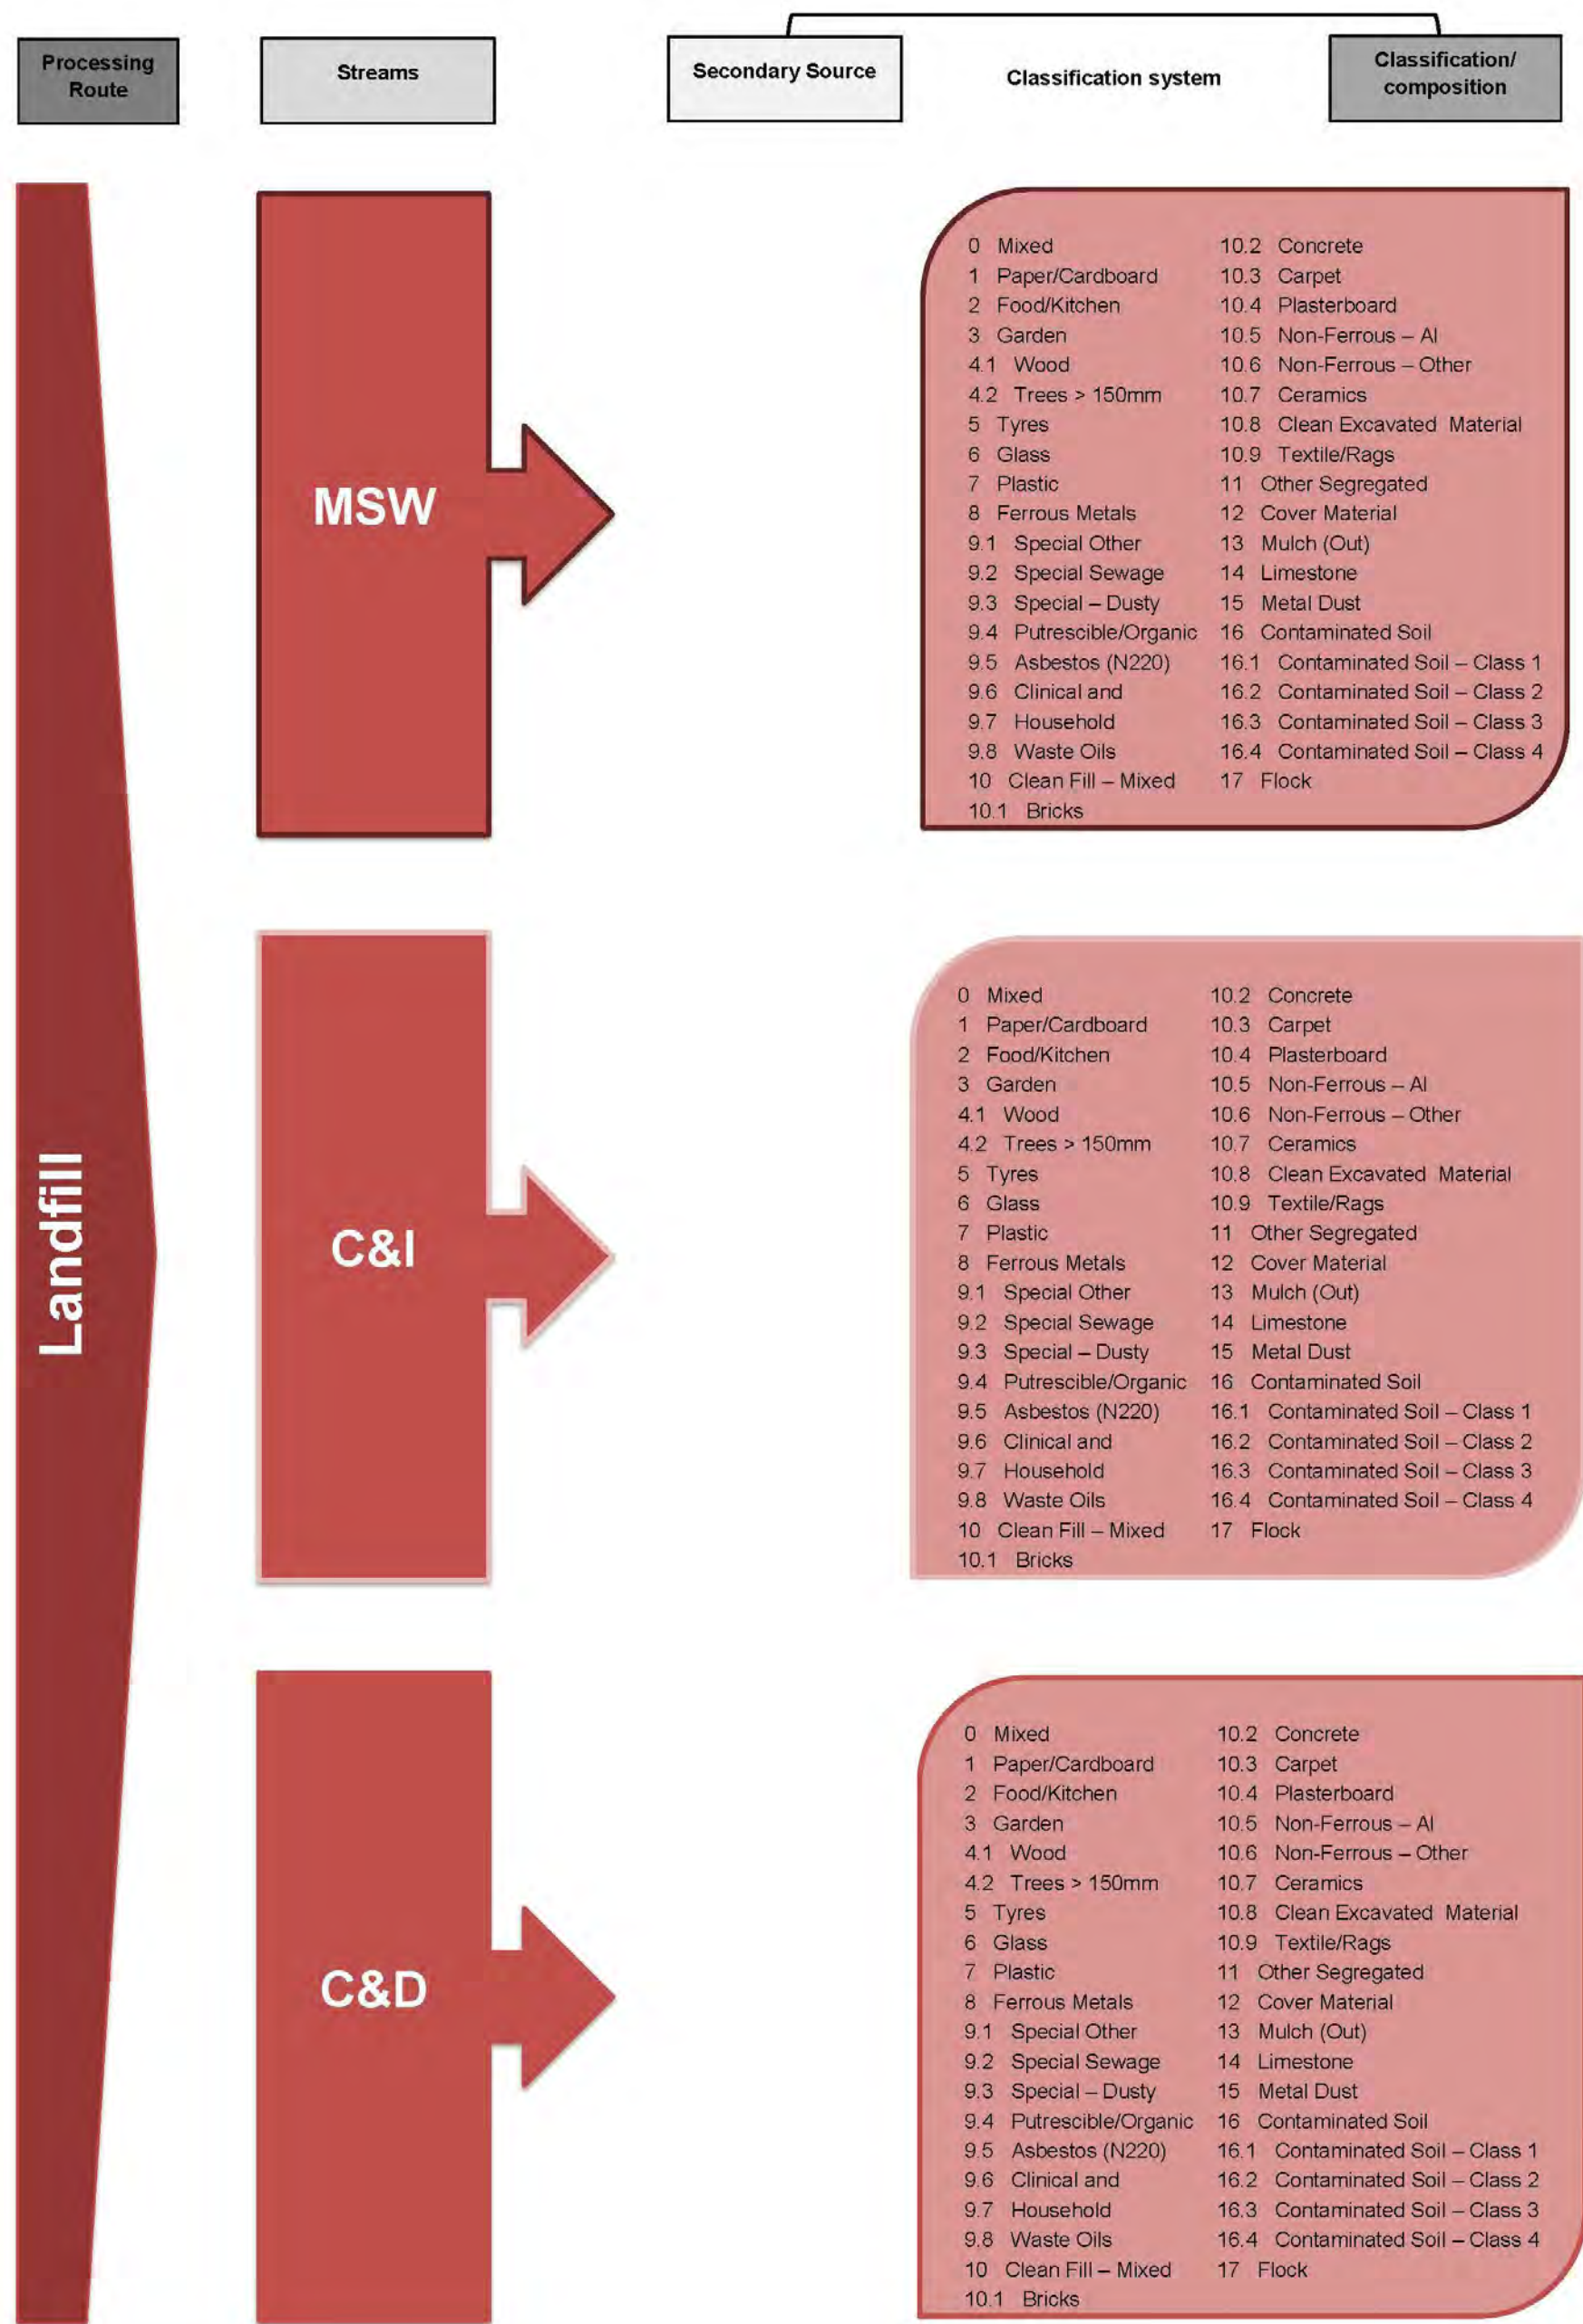 Processing
Route
Streams
Secondary Source
Classification system
Classification/
composition
Landfill
MSW
0 Mixed
1 Paper/Cardboard
2 Food/Kitchen
3 Garden
4.1 Wood
4.2 Trees > 150mm
5 Tyres
6 Glass
7 Plastic
8 Ferrous Metals
9.1 Special Other
9.2 Special Sewage
9.3 Special – Dusty
9.4 Putrescible/Organic
9.5 Asbestos (N220)
9.6 Clinical and
9.7 Household
9.8 Waste Oils
10 Clean Fill – Mixed
10.1 Bricks
10.2 Concrete
10.3 Carpet
10.4 Plasterboard
10.5 Non-Ferrous – Al
10.6 Non-Ferrous – Other
10.7 Ceramics
10.8 Clean Excavated Material
10.9 Textile/Rags
11 Other Segregated
12 Cover Material
13 Mulch (Out)
14 Limestone
15 Metal Dust
16 Contaminated Soil
16.1 Contaminated Soil – Class 1
16.2 Contaminated Soil – Class 2
16.3 Contaminated Soil – Class 3
16.4 Contaminated Soil – Class 4
17 Flock
C&I
0 Mixed
1 Paper/Cardboard
2 Food/Kitchen
3 Garden
4.1 Wood
4.2 Trees > 150mm
5 Tyres
6 Glass
7 Plastic
8 Ferrous Metals
9.1 Special Other
9.2 Special Sewage
9.3 Special – Dusty
9.4 Putrescible/Organic
9.5 Asbestos (N220)
9.6 Clinical and
9.7 Household
9.8 Waste Oils
10 Clean Fill – Mixed
10.1 Bricks
10.2 Concrete
10.3 Carpet
10.4 Plasterboard
10.5 Non-Ferrous – Al
10.6 Non-Ferrous – Other
10.7 Ceramics
10.8 Clean Excavated Material
10.9 Textile/Rags
11 Other Segregated
12 Cover Material
13 Mulch (Out)
14 Limestone
15 Metal Dust
16 Contaminated Soil
16.1 Contaminated Soil – Class 1
16.2 Contaminated Soil – Class 2
16.3 Contaminated Soil – Class 3
16.4 Contaminated Soil – Class 4
17 Flock
C&D
0 Mixed
1 Paper/Cardboard
2 Food/Kitchen
3 Garden
4.1 Wood
4.2 Trees > 150mm
5 Tyres
6 Glass
7 Plastic
8 Ferrous Metals
9.1 Special Other
9.2 Special Sewage
9.3 Special – Dusty
9.4 Putrescible/Organic
9.5 Asbestos (N220)
9.6 Clinical and
9.7 Household
9.8 Waste Oils
10 Clean Fill – Mixed
10.1 Bricks
10.2 Concrete
10.3 Carpet
10.4 Plasterboard
10.5 Non-Ferrous – Al
10.6 Non-Ferrous – Other
10.7 Ceramics
10.8 Clean Excavated Material
10.9 Textile/Rags
11 Other Segregated
12 Cover Material
13 Mulch (Out)
14 Limestone
15 Metal Dust
16 Contaminated Soil
16.1 Contaminated Soil – Class 1
16.2 Contaminated Soil – Class 2
16.3 Contaminated Soil – Class 3
16.4 Contaminated Soil – Class 4
17 Flock